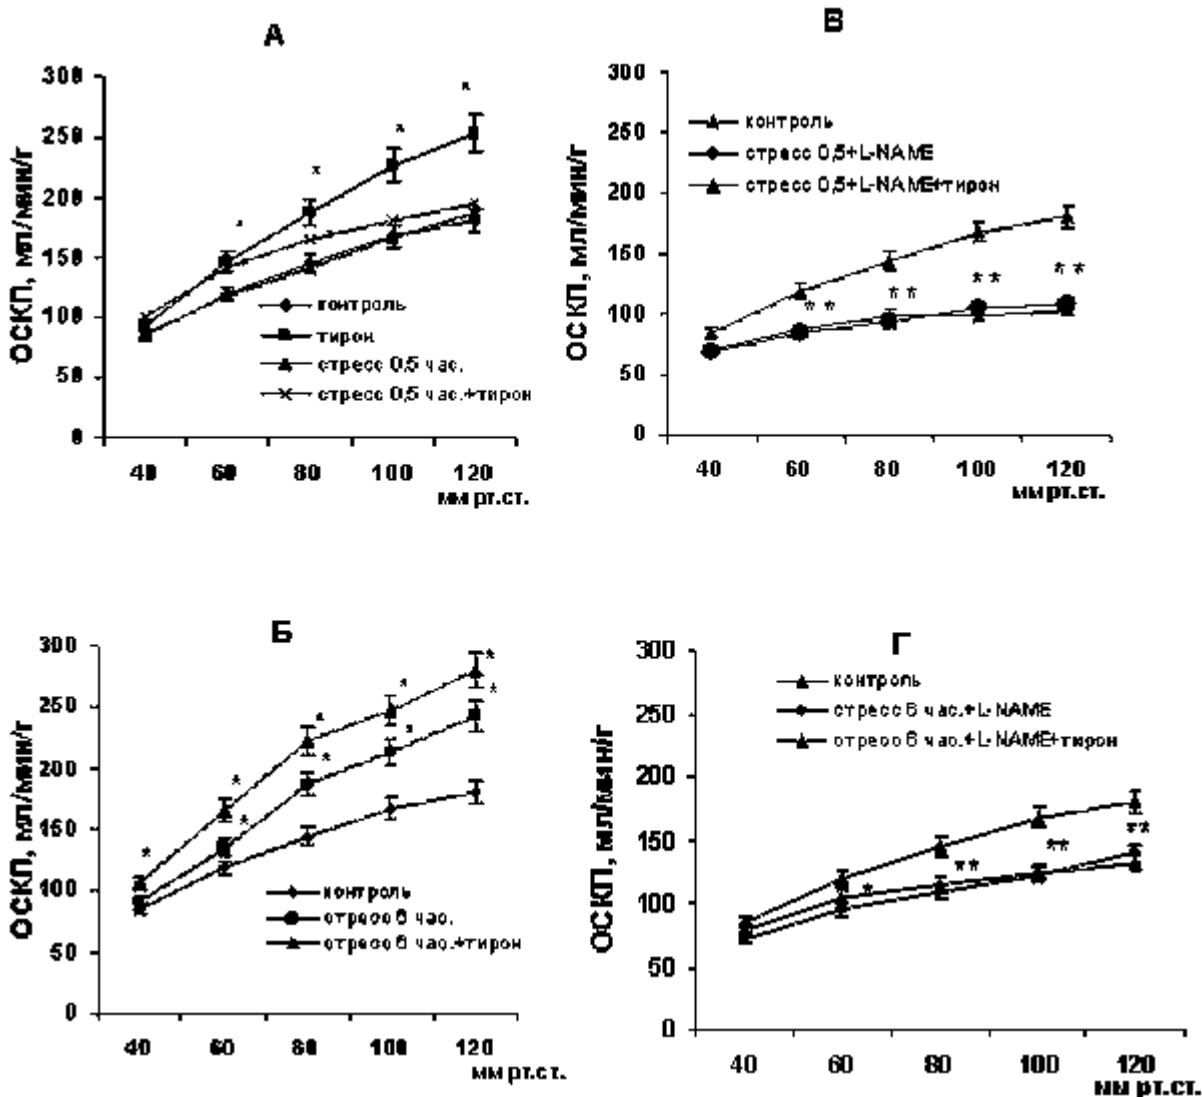 А
ОСКП, мл/мин/г
300
250
200
150
100
50
0
контроль
тирон
стресс 0,5 час.
стресс 0,5 час.+тирон
40 60 80 100 120
мм рт.ст.
В
ОСКП, мл/мин/г
300
250
200
150
100
50
0
контроль
стресс 0,5+L-NAME
стресс 0,5+L-NAME+тирон
40 60 80 100 120
мм рт.ст.
Б
ОСКП, мл/мин/г
300
250
200
150
100
50
0
контроль
стресс 6 час.
стресс 6 час.+тирон
40 60 80 100 120
мм рт.ст.
Г
ОСКП, мл/мин/г
300
250
200
150
100
50
0
контроль
стресс 6 час.+L-NAME
стресс 6 час.+L-NAME+тирон
40 60 80 100 120
мм рт.ст.